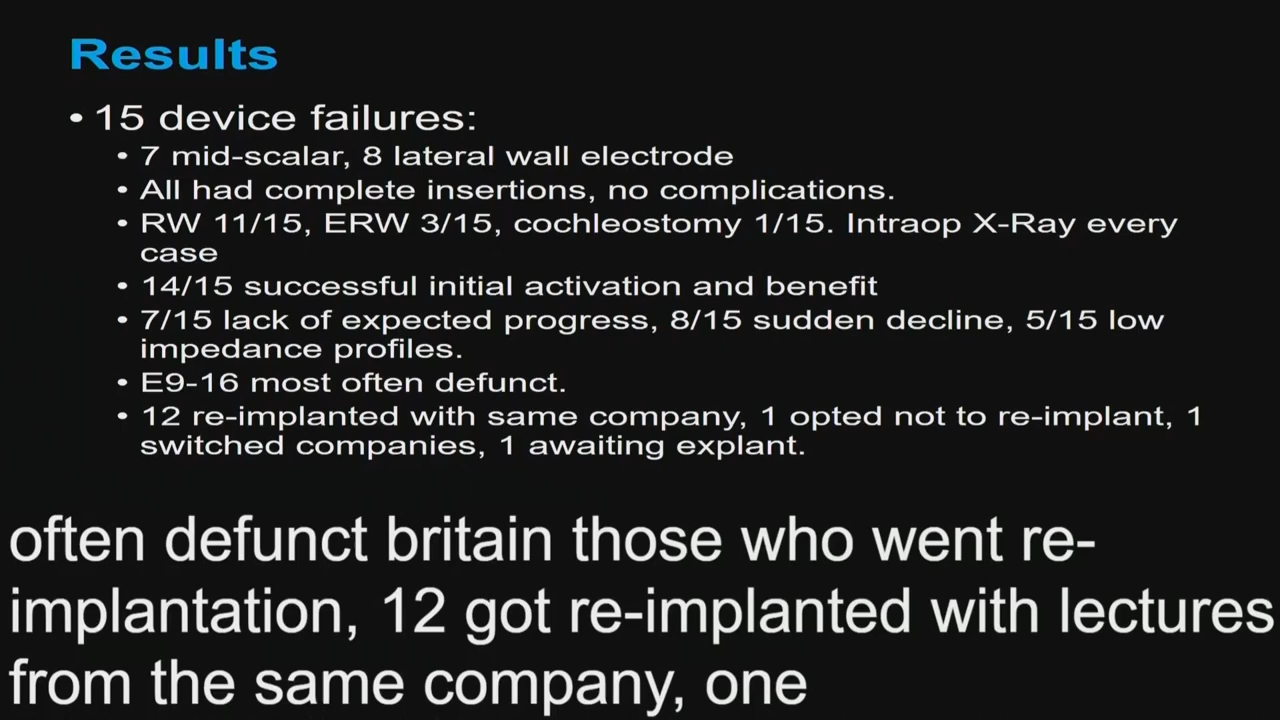 Results
• 15 device failures:
• 7 mid-scalar, 8 lateral wall electrode
• All had complete insertions, no complications.
• RW 11/15, ERW 3/15, cochleostomy 1/15. Intraop X-Ray every
case
• 14/15 successful initial activation and benefit
• 7/15 lack of expected progress, 8/15 sudden decline, 5/15 low
impedance profiles.
• E9-16 most often defunct.
• 12 re-implanted with same company, 1 opted not to re-implant, 1
switched companies, 1 awaiting explant.
often defunct britain those who went re-
implantation, 12 got re-implanted with lectures
from the same company, one